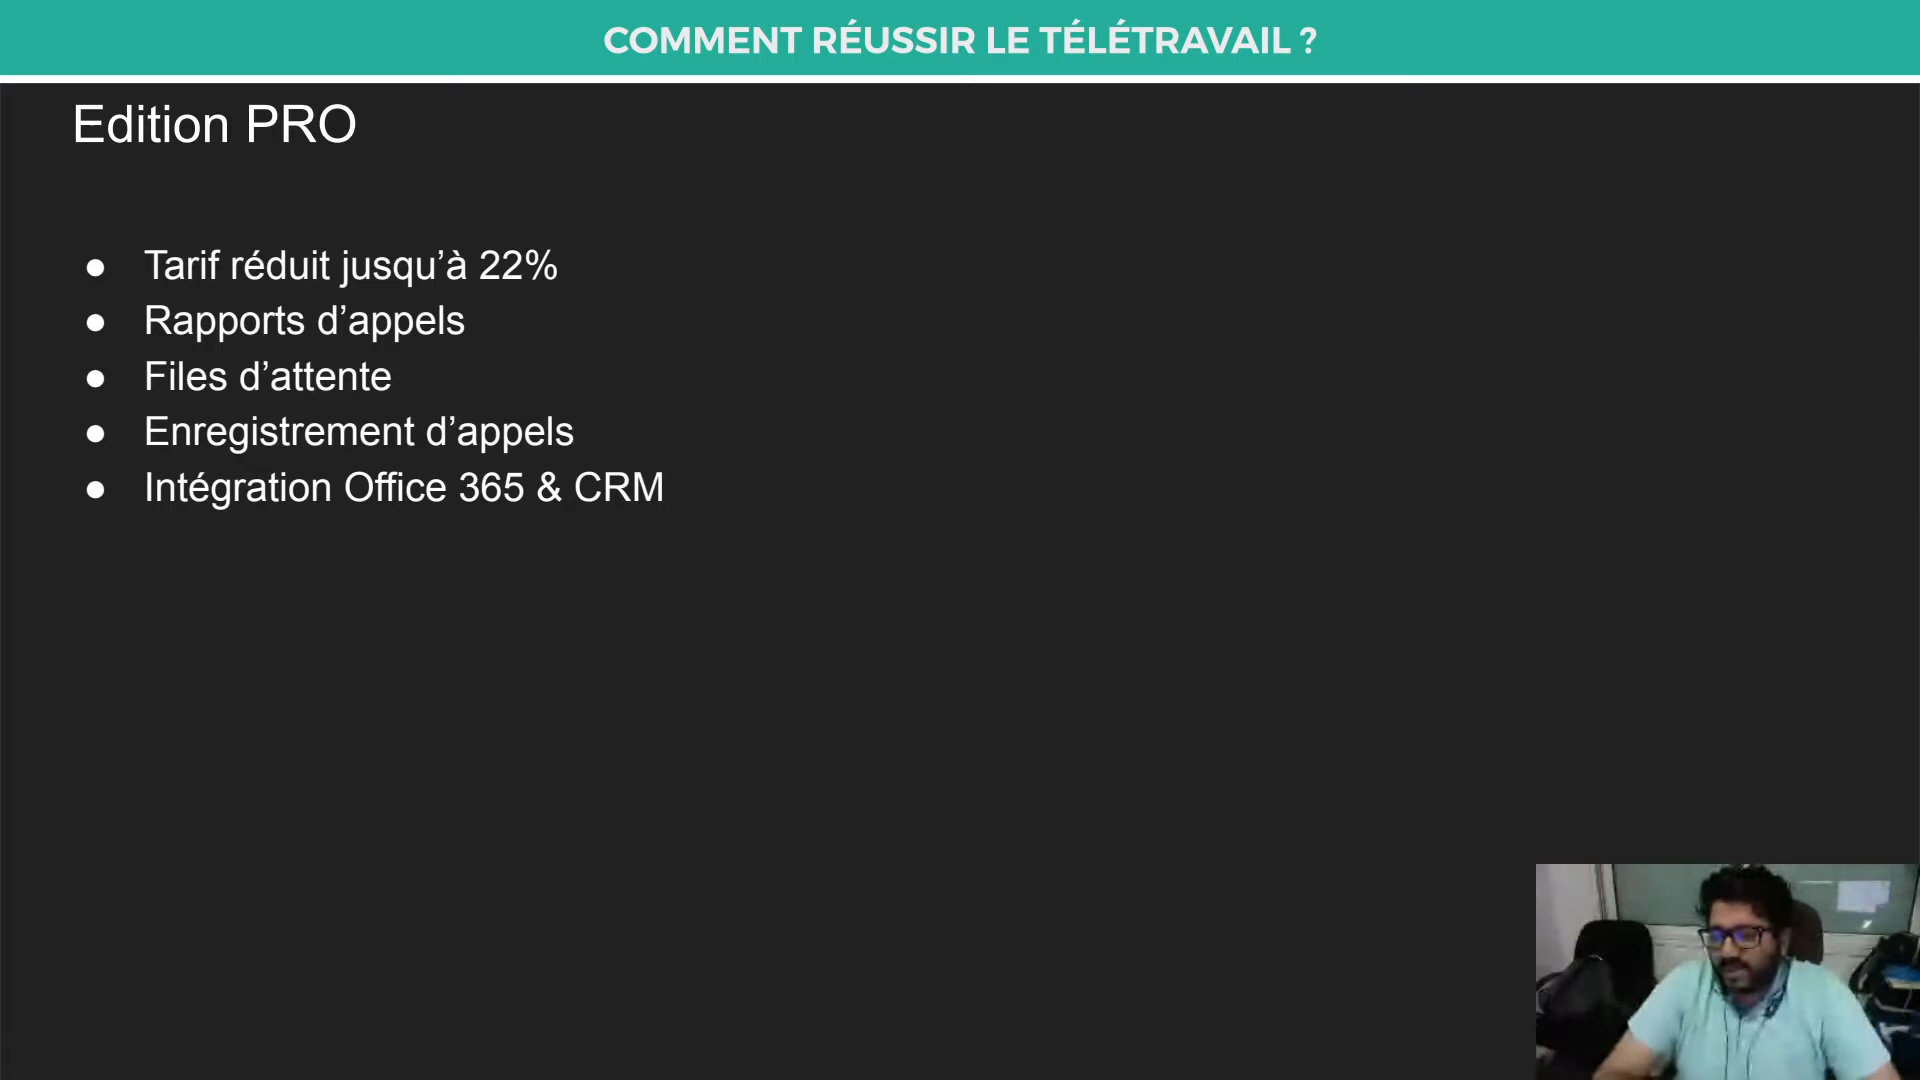 COMMENT RÉUSSIR LE TÉLÉTRAVAIL ?
Edition PRO
● Tarif réduit jusqu’à 22%
● Rapports d’appels
● Files d’attente
● Enregistrement d’appels
● Intégration Office 365 & CRM